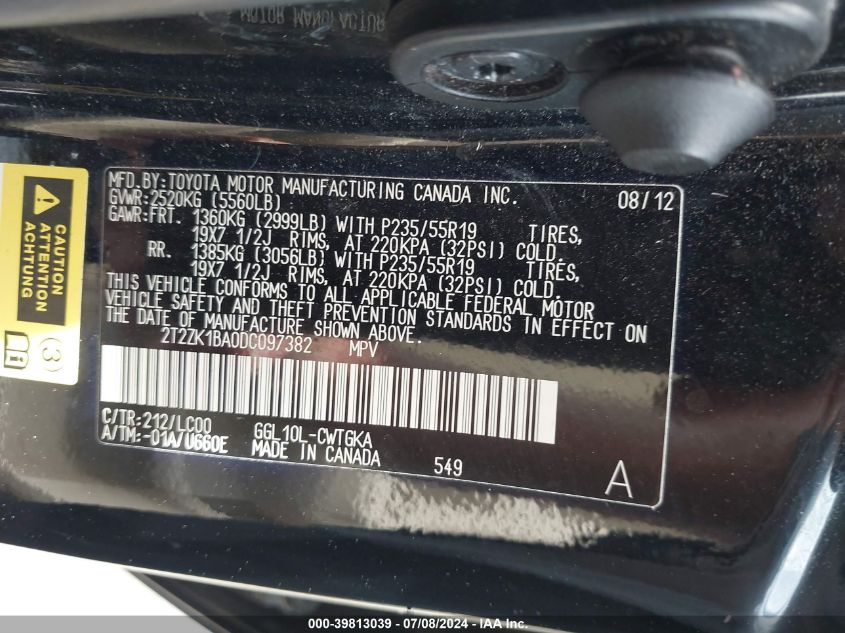 MOTOR MANUFACTUR
CAUTION
ATTENTION
ACHTUNG
(3)
i
MFD.BY:TOYOTA MOTOR MANUFACTURING CANADA INC. 08/12
GVWR:2520KG (5560LB)
GAWR:FRT. 1360KG (2999LB) WITH P235/55R19 TIRES,
19X7 1/2J RIMS, AT 220KPA (32PSI) COLD.
RR. 1385KG (3056LB) WITH P235/55R19 TIRES,
19X7 1/2J RIMS, AT 220KPA (32PSI) COLD.
THIS VEHICLE CONFORMS TO ALL APPLICABLE FEDERAL MOTOR
VEHICLE SAFETY AND THEFT PREVENTION STANDARDS IN EFFECT ON
THE DATE OF MANUFACTURE SHOWN ABOVE.
2T2ZK1BA0DC097382 MPV
C/TR:212/LC00 GGL10L-CWTGKA
A/TM:-01A/U660E MADE IN CANADA 549
A
000-39813039 - 07/08/2024 - IAA Inc.